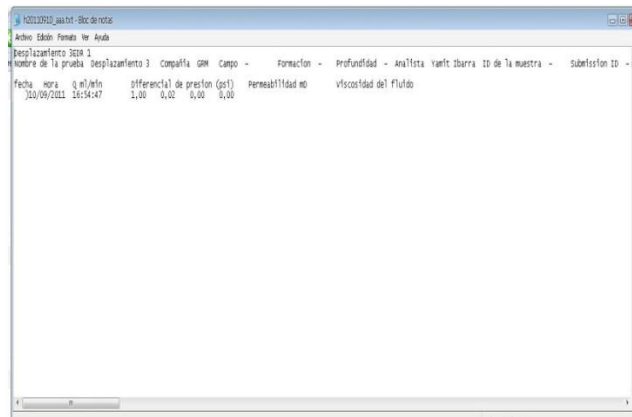 h20110910_aaa.txt - Bloc de notas
Archivo Edición Formato Ver Ayuda
Desplazamiento 3EOR 1
Nombre de la prueba Desplazamiento 3 Compañia GRM Campo - Formacion - Profundidad - Analista Yamit Ibarra ID de la muestra - Submission ID -
fecha Hora Q ml/min Diferencial de presion (psi) Permeabilidad mD Viscosidad del fluido
)10/09/2011 16:54:47 1,00 0,02 0,00 0,00